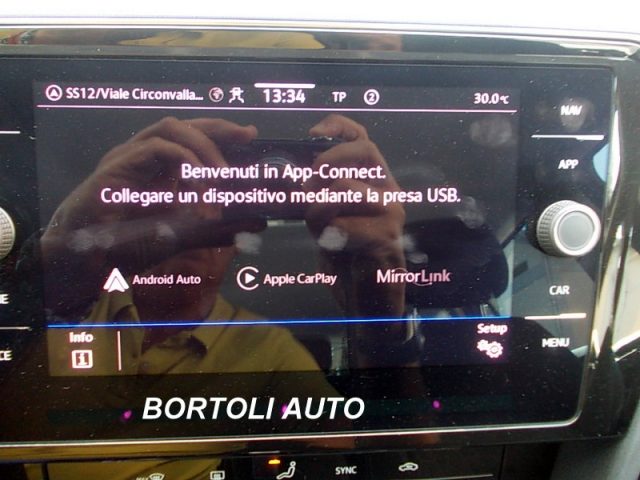 SS12/Viale Circonvalla... 13:34 TP 2 30.0°C
NAV
APP
Benvenuti in App-Connect.
Collegare un dispositivo mediante la presa USB.
Android Auto Apple CarPlay MirrorLink
CAR
Info Setup
MENU
BORTOLI AUTO
SYNC